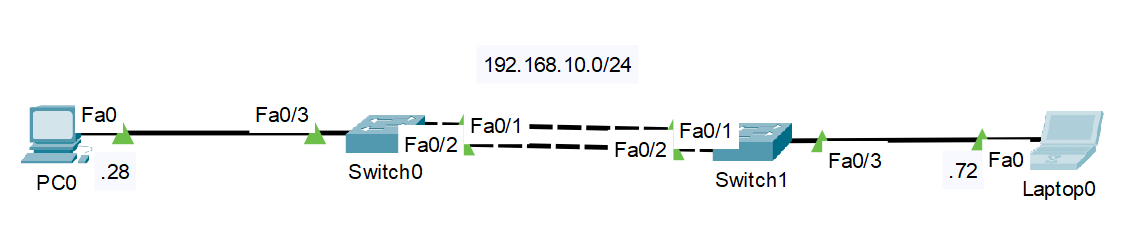 192.168.10.0/24
Fa0
Fa0/3
Fa0/1
Fa0/1
Fa0/2
Fa0/2
Fa0/3
Fa0
.28
.72
PC0
Switch0
Switch1
Laptop0